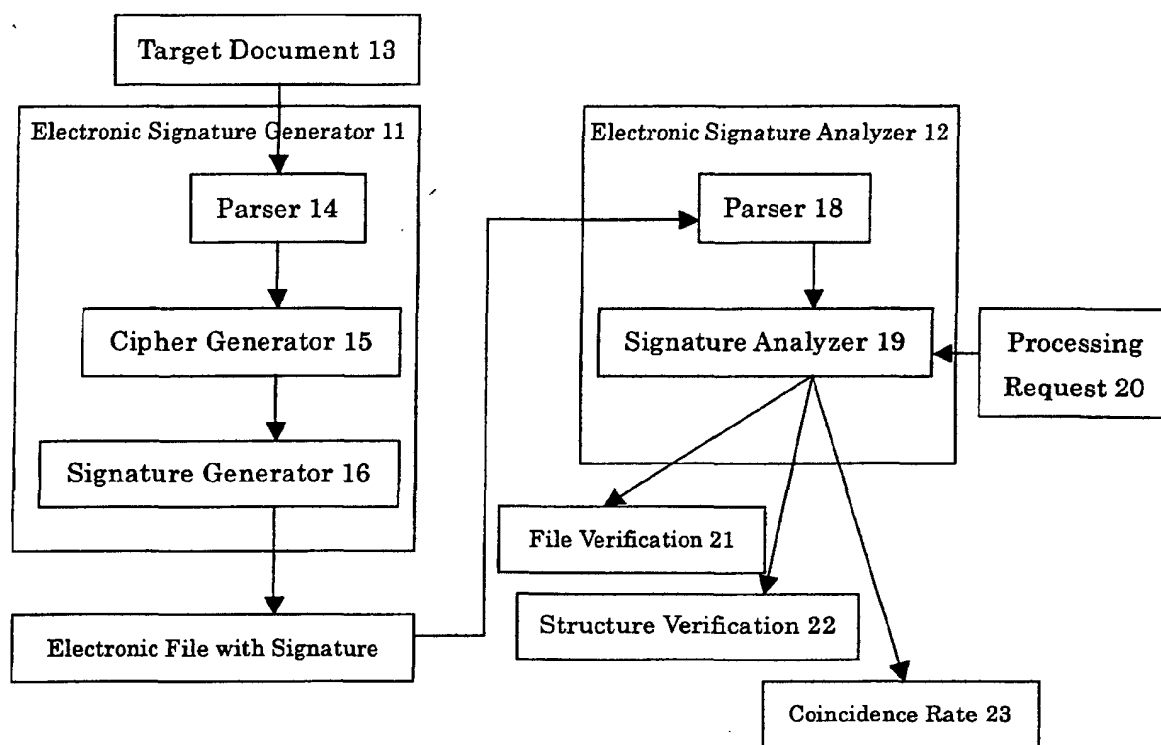 Target Document 13
Electronic Signature Generator 11
Parser 14
Cipher Generator 15
Signature Generator 16
Electronic File with Signature
Electronic Signature Analyzer 12
Parser 18
Signature Analyzer 19
Processing
Request 20
File Verification 21
Structure Verification 22
Coincidence Rate 23